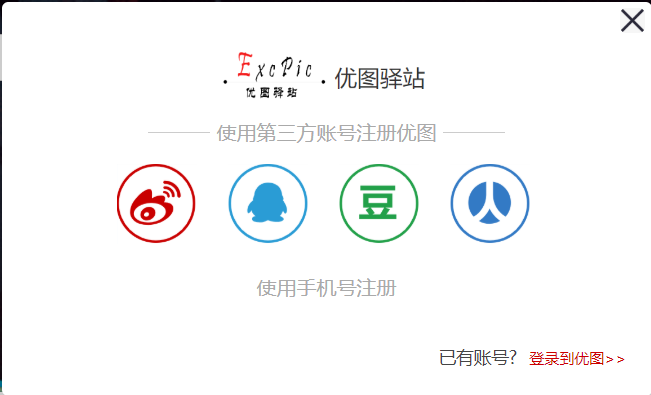 ExcPic
优图驿站
优图驿站
使用第三方账号注册优图
豆
使用手机号注册
已有账号? 登录到优图>>